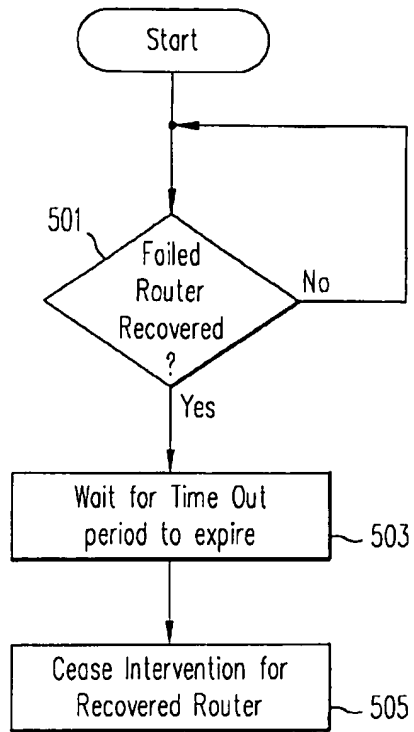 Start
501
Failed
Router
Recovered
?
No
Yes
Wait for Time Out
period to expire
503
Cease Intervention for
Recovered Router
505